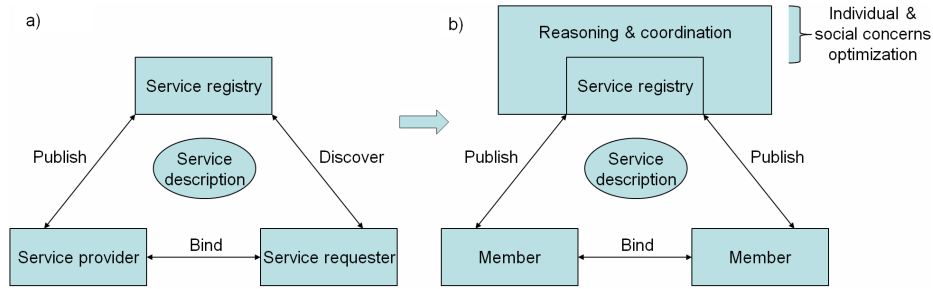 a)
Service registry
Publish
Discover
Service
description
Service provider
Bind
Service requester
b)
Reasoning & coordination
Individual &
social concerns
optimization
Service registry
Publish
Publish
Service
description
Member
Bind
Member